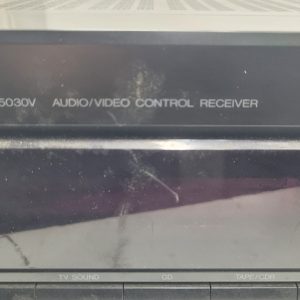 5030V AUDIO/VIDEO CONTROL RECEIVER
TV SOUND CD TAPE/CDR